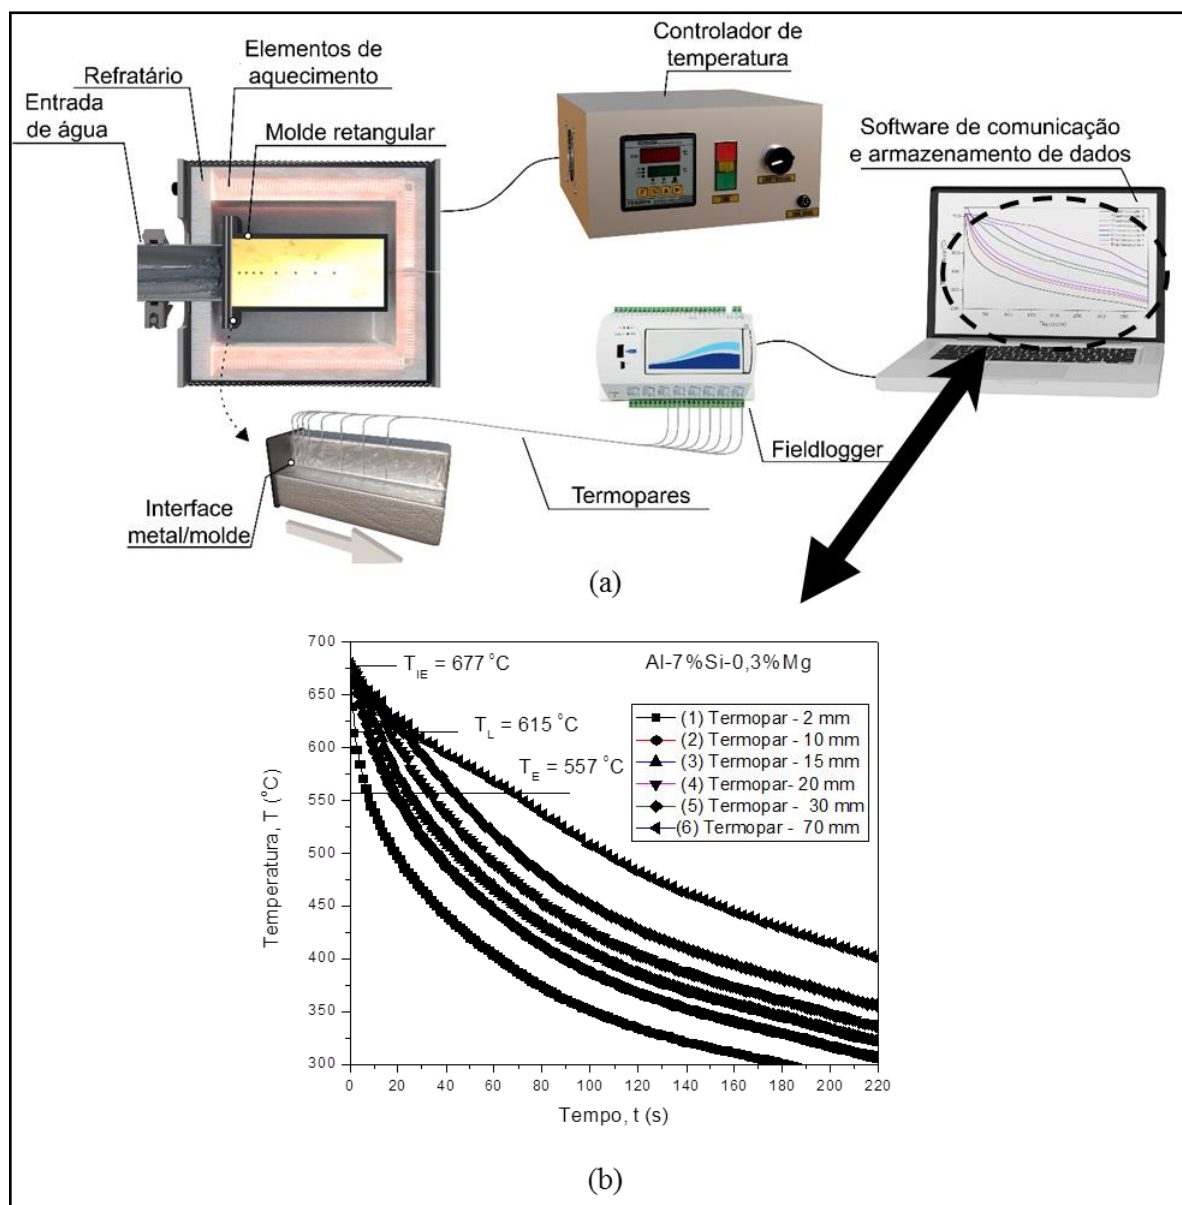 Controlador de
temperatura
Elementos de
aquecimento
Refratário
Entrada
de água
Molde retangular
Software de comunicação
e armazenamento de dados
Fieldlogger
Termopares
Interface
metal/molde
(a)
700
650
600
550
500
450
400
350
300
Temperatura, T (°C)
T_IE = 677 °C
T_L = 615 °C
T_E = 557 °C
Al-7%Si-0,3%Mg
(1) Termopar - 2 mm
(2) Termopar - 10 mm
(3) Termopar - 15 mm
(4) Termopar- 20 mm
(5) Termopar - 30 mm
(6) Termopar - 70 mm
0 20 40 60 80 100 120 140 160 180 200 220
Tempo, t (s)
(b)